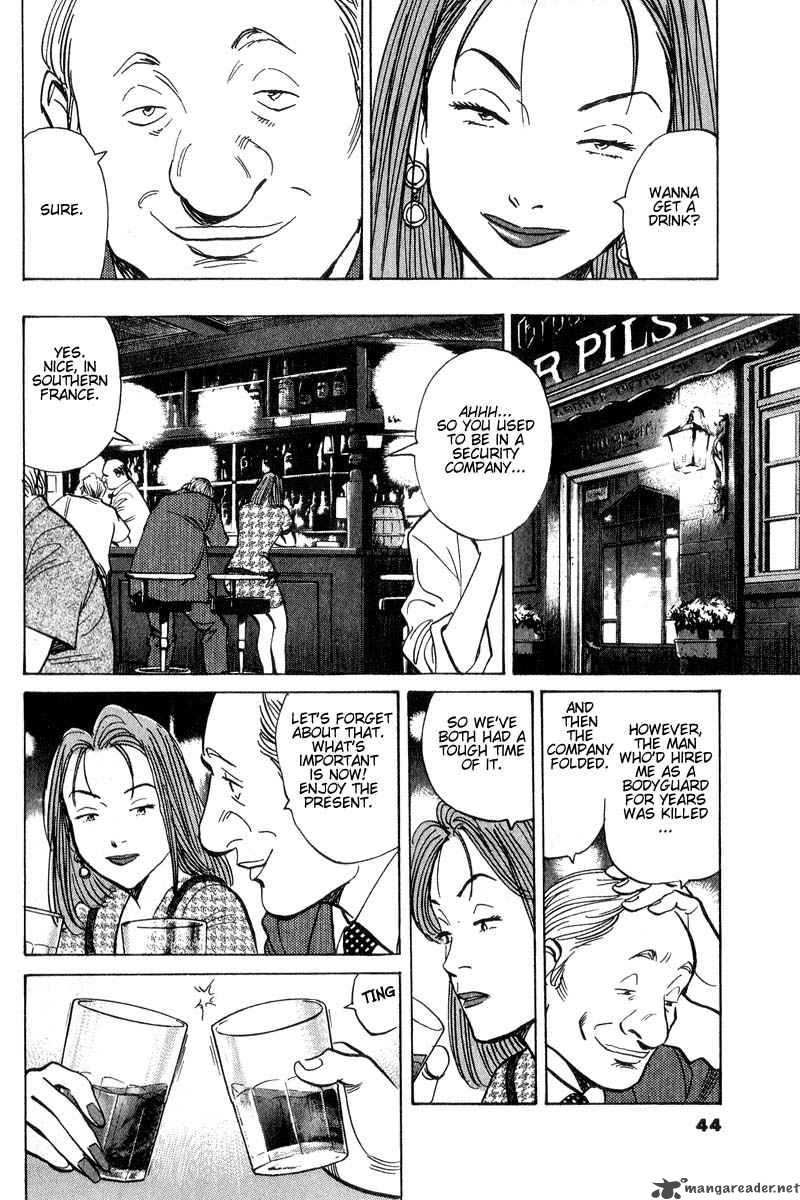 WANNA
GET A
DRINK?
SURE.
R PILS
AHHH...
SO YOU USED
TO BE IN A
SECURITY
COMPANY...
YES.
NICE, IN
SOUTHERN
FRANCE.
HOWEVER,
THE MAN
WHO'D HIRED
ME AS A
BODYGUARD
FOR YEARS
WAS KILLED
...
AND
THEN
THE
COMPANY
FOLDED.
SO WE'VE
BOTH HAD A
TOUGH TIME
OF IT.
LET'S FORGET
ABOUT THAT.
WHAT'S
IMPORTANT
IS NOW!
ENJOY THE
PRESENT.
TING
44
mangareader.net